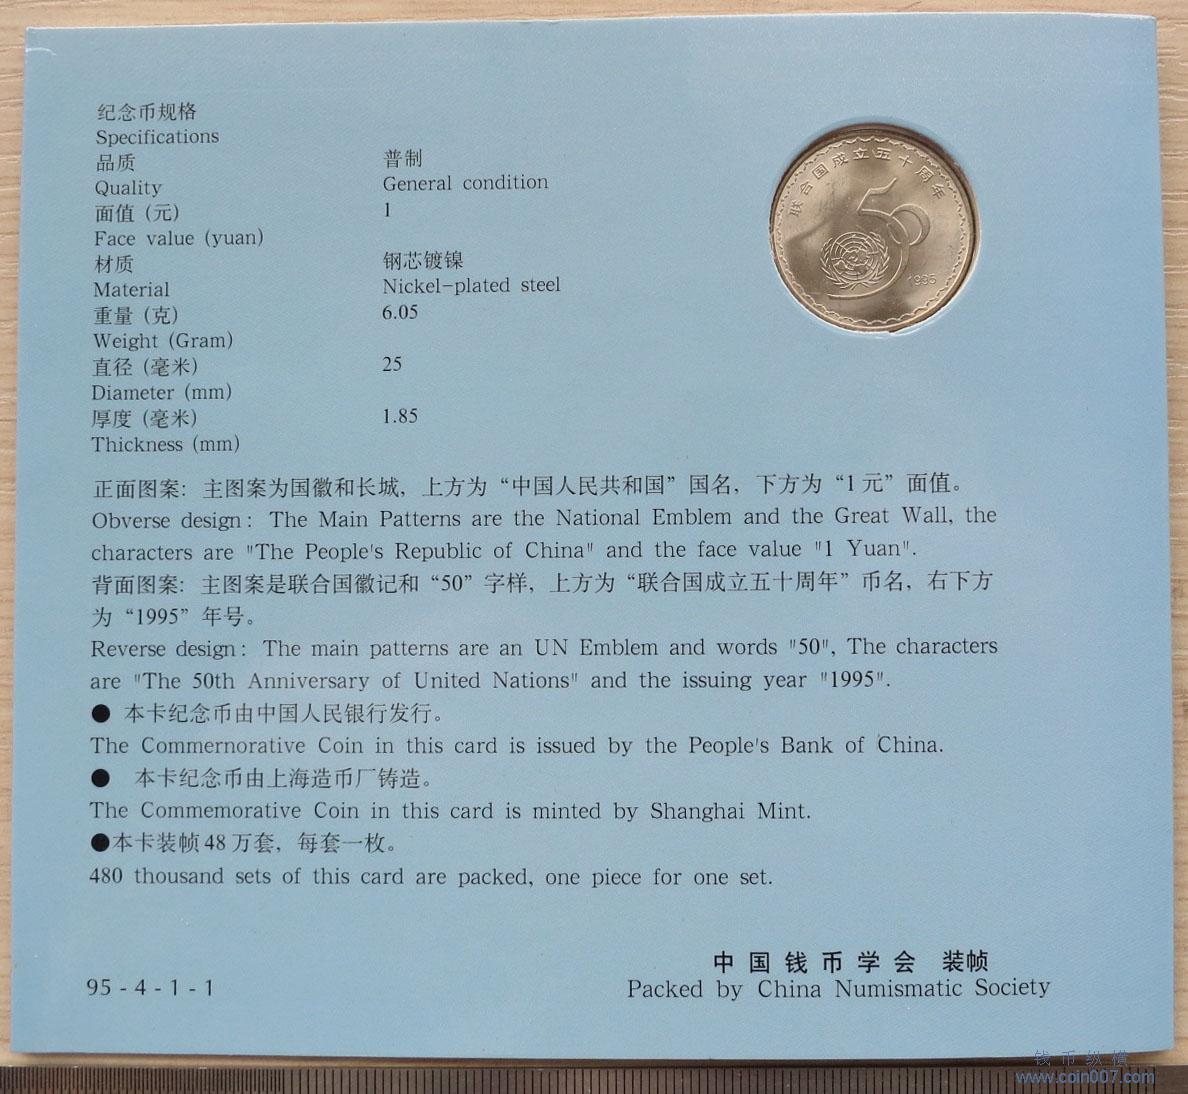 纪念币规格
Specifications
品质 普制
Quality General condition
面值 (元) 1
Face value (yuan)
材质 钢芯镀镍
Material Nickel-plated steel
重量 (克) 6.05
Weight (Gram)
直径 (毫米) 25
Diameter (mm)
厚度 (毫米) 1.85
Thickness (mm)
联合国成立五十周年
50
1995
正面图案: 主图案为国徽和长城, 上方为“中国人民共和国”国名, 下方为“1元”面值。
Obverse design: The Main Patterns are the National Emblem and the Great Wall, the
characters are "The People's Republic of China" and the face value "1 Yuan".
背面图案: 主图案是联合国徽记和“50”字样, 上方为“联合国成立五十周年”币名, 右下方
为“1995”年号。
Reverse design: The main patterns are an UN Emblem and words "50", The characters
are "The 50th Anniversary of United Nations" and the issuing year "1995".
● 本卡纪念币由中国人民银行发行。
The Commernorative Coin in this card is issued by the People's Bank of China.
● 本卡纪念币由上海造币厂铸造。
The Commemorative Coin in this card is minted by Shanghai Mint.
●本卡装帧48万套, 每套一枚。
480 thousand sets of this card are packed, one piece for one set.
中国钱币学会 装帧
95-4-1-1 Packed by China Numismatic Society
钱币纵横
www.coin007.com